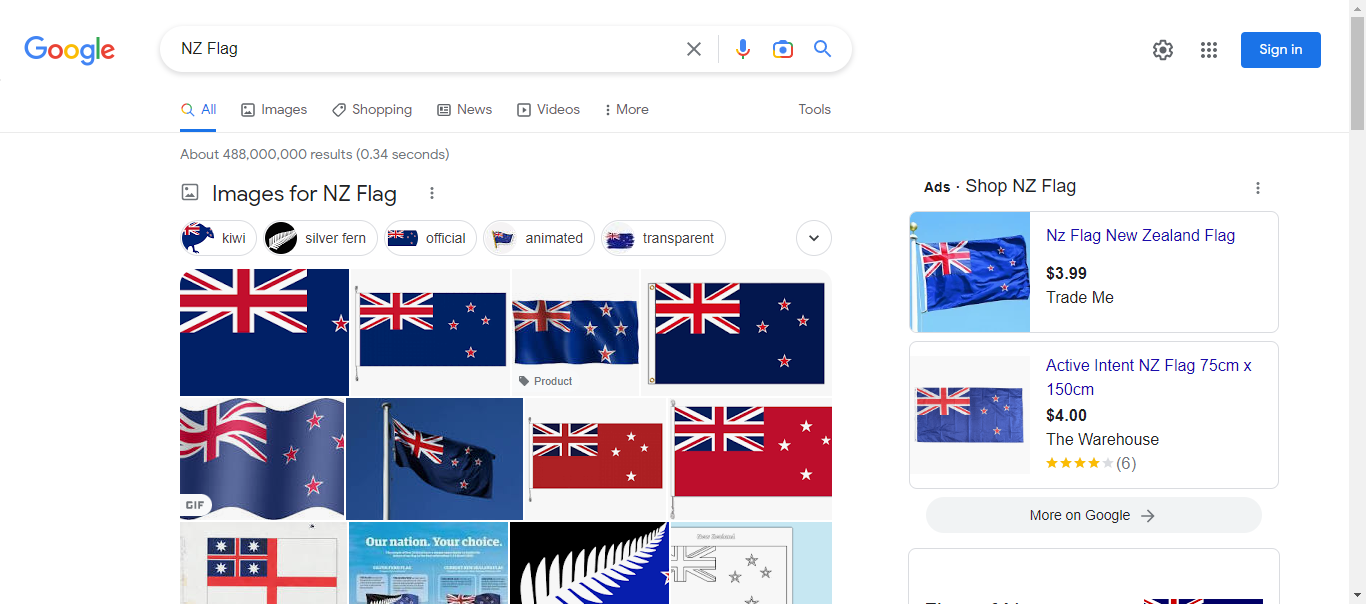 Google
NZ Flag
Sign in
All
Images
Shopping
News
Videos
More
Tools
About 488,000,000 results (0.34 seconds)
Images for NZ Flag
kiwi
silver fern
official
animated
transparent
Product
GIF
Our nation. Your choice.
New Zealand
Ads · Shop NZ Flag
Nz Flag New Zealand Flag
$3.99
Trade Me
Active Intent NZ Flag 75cm x
150cm
$4.00
The Warehouse
(6)
More on Google